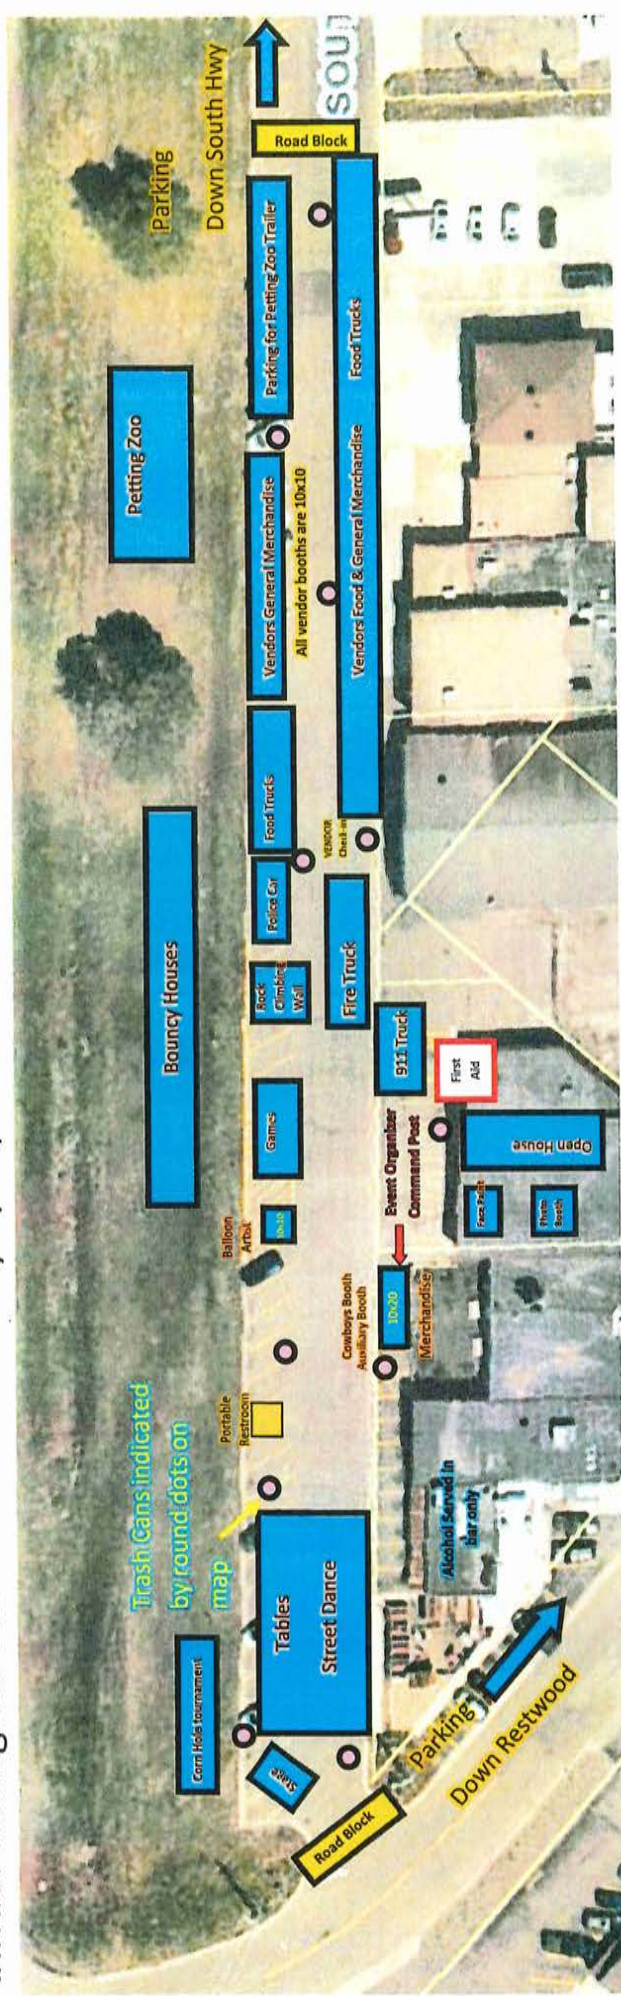 Parking
Down South Hwy
SOU
Road Block
Parking for Petting Zoo Trailer
Food Trucks
Petting Zoo
Vendors General Merchandise
All vendor booths are 10x10
Vendors Food & General Merchandise
Food Trucks
VENDOR
Check-in
Police Car
Bouncy Houses
Rock
Climbing
Wall
Fire Truck
911 Truck
First
Aid
Games
Event Organizer
Command Post
Open House
Face Paint
Photo
Booth
Balloon
Artist
10x10
Cowboys Booth
Auxiliary Booth
10x20
Merchandise
Portable
Restroom
Trash Cans indicated
by round dots on
map
Alcohol Served in
bar only
Tables
Street Dance
Corn Hole tournament
Stage
Road Block
Parking
Down Restwood